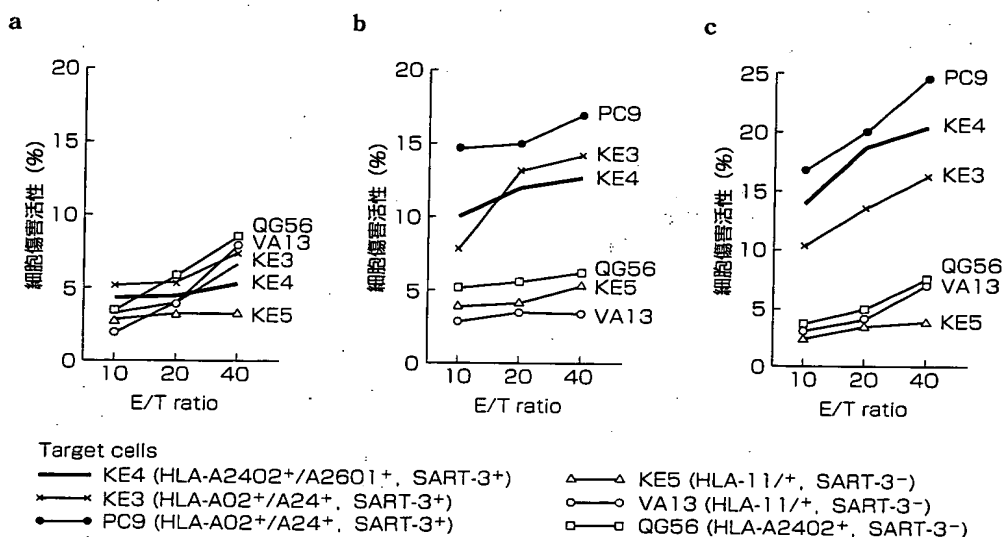 a
細胞傷害活性 (%)
20
15
10
5
0
QG56
VA13
KE3
KE4
KE5
10 20 40
E/T ratio
b
細胞傷害活性 (%)
20
15
10
5
0
PC9
KE3
KE4
QG56
KE5
VA13
10 20 40
E/T ratio
c
細胞傷害活性 (%)
25
20
15
10
5
0
PC9
KE4
KE3
QG56
VA13
KE5
10 20 40
E/T ratio
Target cells
KE4 (HLA-A2402+/A2601+, SART-3+)
KE3 (HLA-A02+/A24+, SART-3+)
PC9 (HLA-A02+/A24+, SART-3+)
KE5 (HLA-11/+, SART-3-)
VA13 (HLA-11/+, SART-3-)
QG56 (HLA-A2402+, SART-3-)